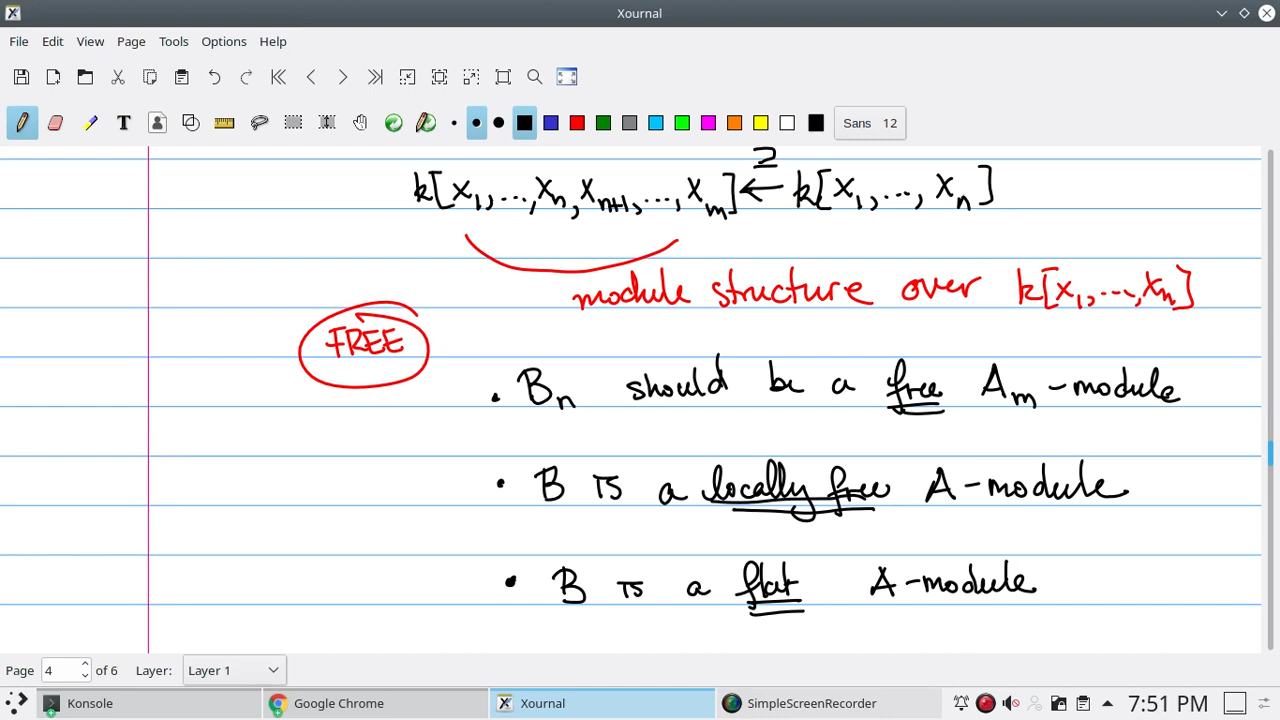 Xournal
File Edit View Page Tools Options Help
Sans 12
k[x₁,...,xₙ,xₙ₊₁,...,xₘ] ← k[x₁,...,xₙ]
module structure over k[x₁,...,xₙ]
FREE
• Bₙ should be a free Aₘ-module
• B is a locally free A-module
• B is a flat A-module
Page 4 of 6 Layer: Layer 1
Konsole Google Chrome Xournal SimpleScreenRecorder 7:51 PM